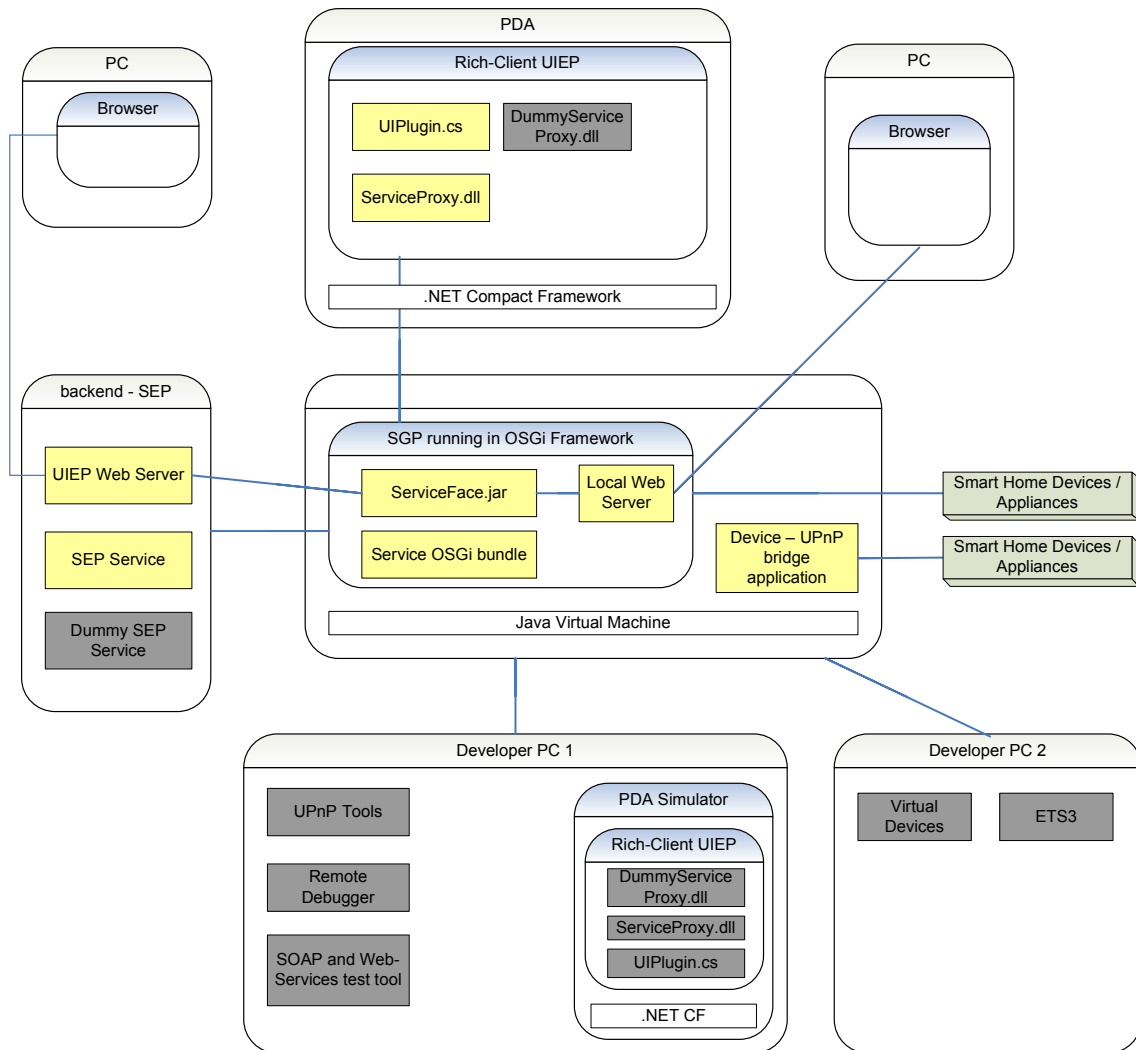 PDA
Rich-Client UIEP
UIPlugin.cs
DummyService
Proxy.dll
ServiceProxy.dll
.NET Compact Framework
PC
Browser
PC
Browser
backend - SEP
UIEP Web Server
SEP Service
Dummy SEP
Service
SGP running in OSGi Framework
ServiceFace.jar
Local Web
Server
Service OSGi bundle
Device – UPnP
bridge
application
Java Virtual Machine
Smart Home Devices /
Appliances
Smart Home Devices /
Appliances
Developer PC 1
UPnP Tools
Remote
Debugger
SOAP and Web-
Services test tool
PDA Simulator
Rich-Client UIEP
DummyService
Proxy.dll
ServiceProxy.dll
UIPlugin.cs
.NET CF
Developer PC 2
Virtual
Devices
ETS3